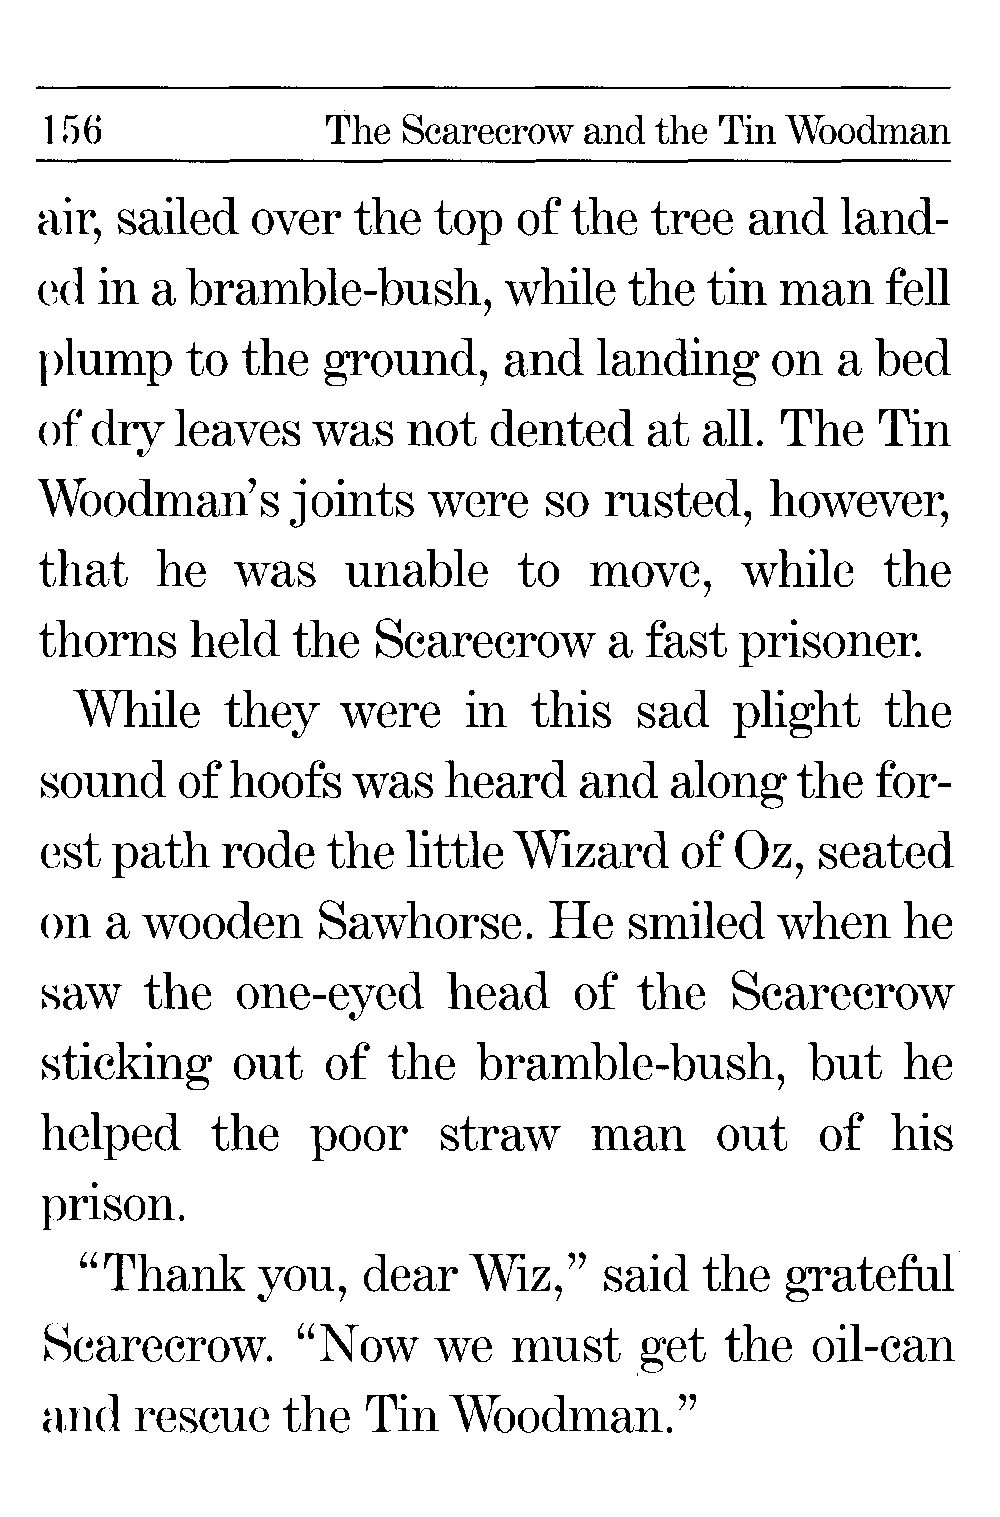 156 The Scarecrow and the Tin Woodman
air, sailed over the top of the tree and land-
ed in a bramble-bush, while the tin man fell
plump to the ground, and landing on a bed
of dry leaves was not dented at all. The Tin
Woodman's joints were so rusted, however,
that he was unable to move, while the
thorns held the Scarecrow a fast prisoner.
While they were in this sad plight the
sound of hoofs was heard and along the for-
est path rode the little Wizard of Oz, seated
on a wooden Sawhorse. He smiled when he
saw the one-eyed head of the Scarecrow
sticking out of the bramble-bush, but he
helped the poor straw man out of his
prison.
“Thank you, dear Wiz,” said the grateful
Scarecrow. “Now we must get the oil-can
and rescue the Tin Woodman.”